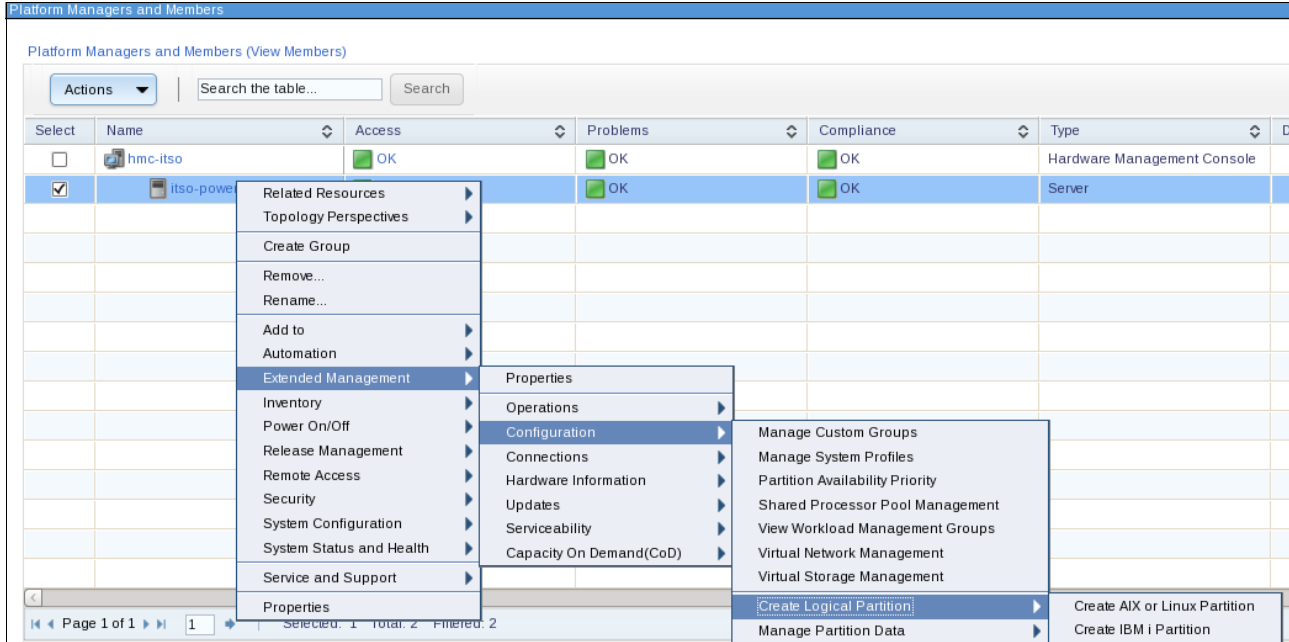 Platform Managers and Members
Platform Managers and Members (View Members)
Actions Search the table... Search
Select Name Access Problems Compliance Type D
hmc-itso OK OK OK Hardware Management Console
itso-power OK OK Server
Related Resources
Topology Perspectives
Create Group
Remove...
Rename...
Add to
Automation
Extended Management
Inventory
Power On/Off
Release Management
Remote Access
Security
System Configuration
System Status and Health
Service and Support
Properties
Properties
Operations
Configuration
Connections
Hardware Information
Updates
Serviceability
Capacity On Demand(CoD)
Manage Custom Groups
Manage System Profiles
Partition Availability Priority
Shared Processor Pool Management
View Workload Management Groups
Virtual Network Management
Virtual Storage Management
Create Logical Partition
Manage Partition Data
Create AIX or Linux Partition
Create IBM i Partition
Page 1 of 1 1 Selected: 1 Total: 2 Filtered: 2